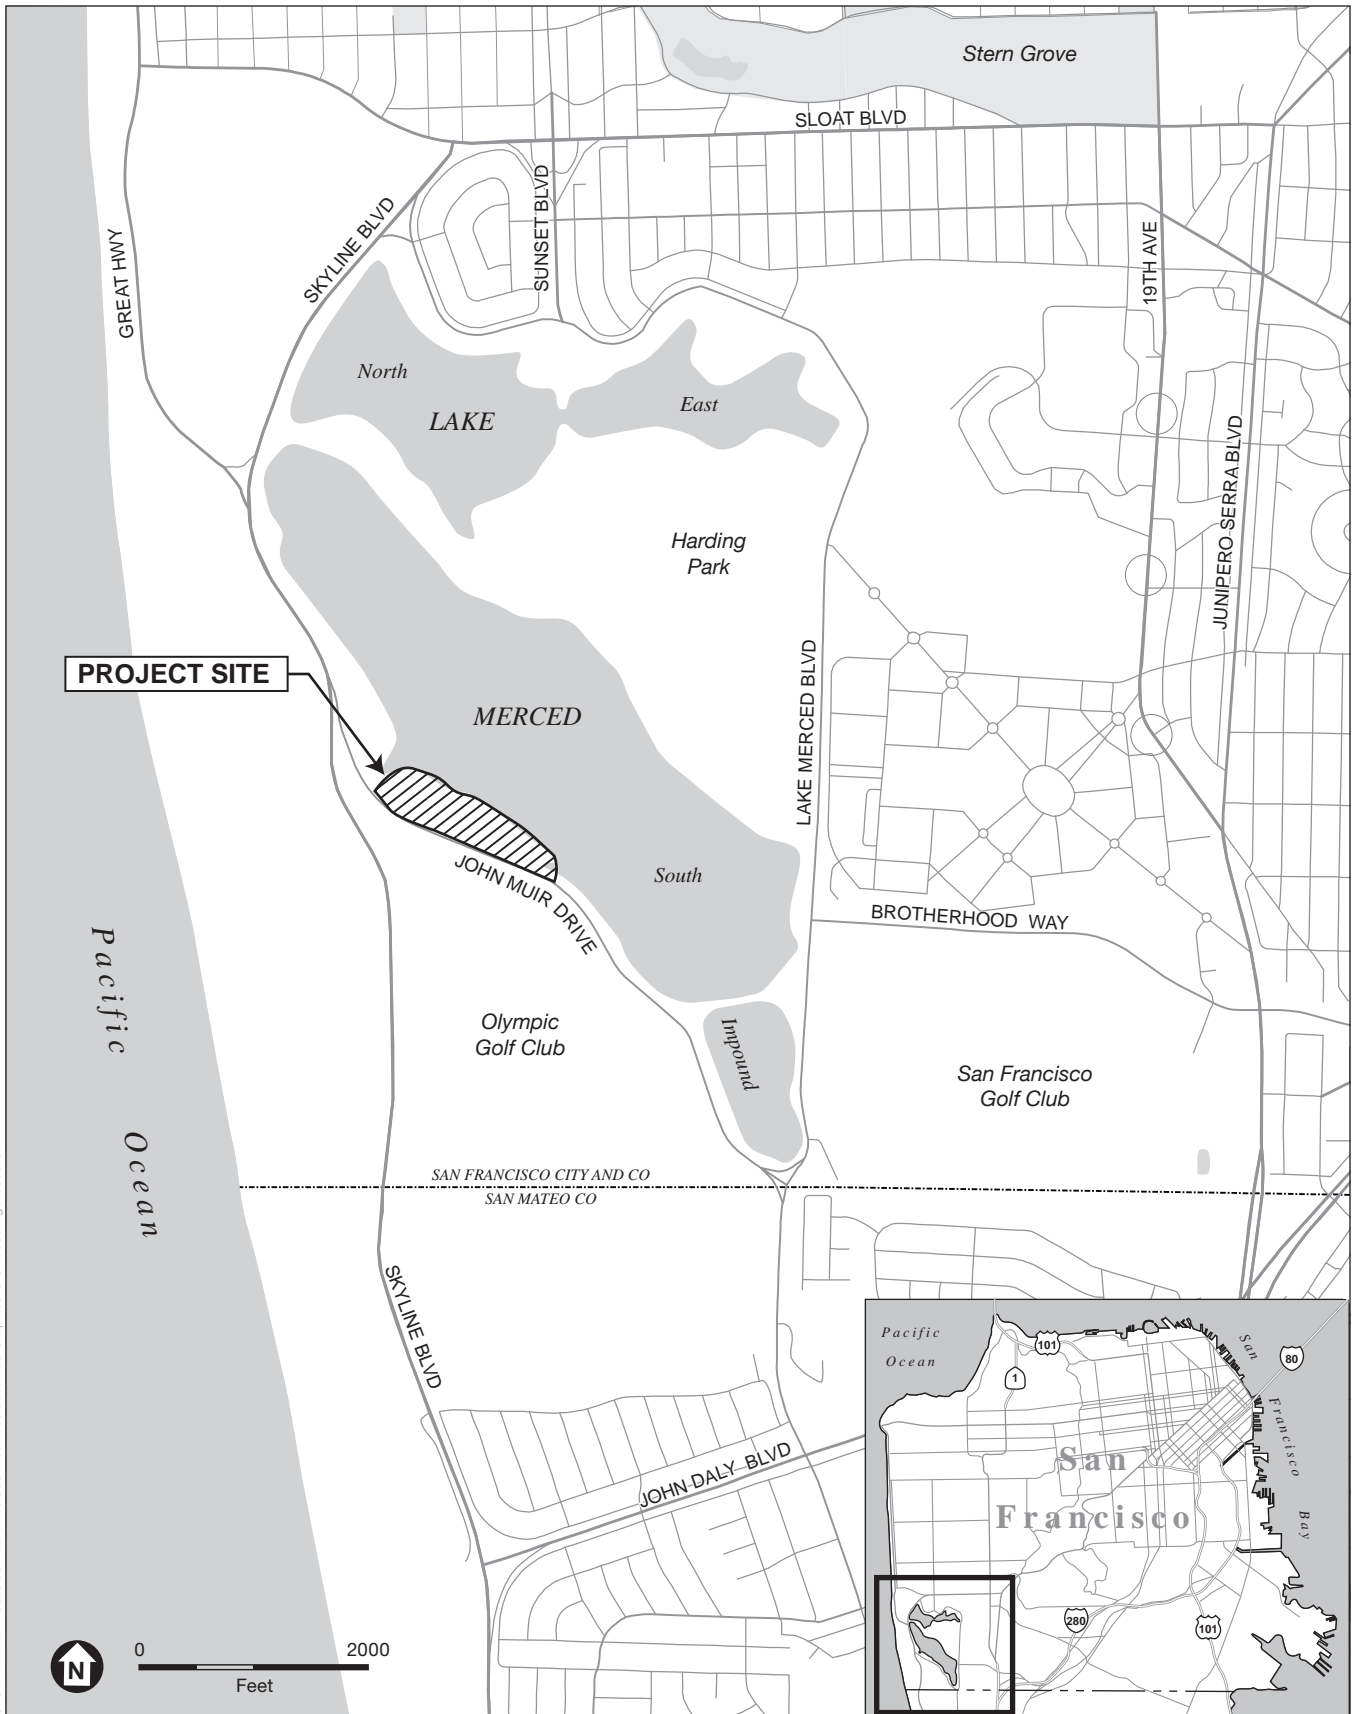 Stern Grove
SLOAT BLVD
SUNSET BLVD
SKYLINE BLVD
GREAT HWY
19TH AVE
North
LAKE
East
JUNIPERO SERRA BLVD
Harding
Park
PROJECT SITE
MERCED
LAKE MERCED BLVD
South
JOHN MUIR DRIVE
BROTHERHOOD WAY
Pacific
Ocean
Olympic
Golf Club
Impound
San Francisco
Golf Club
SAN FRANCISCO CITY AND CO
SAN MATEO CO
SKYLINE BLVD
JOHN DALY BLVD
N
0 2000
Feet
Pacific
Ocean
101
1
San
Francisco
Bay
80
San
Francisco
280
101